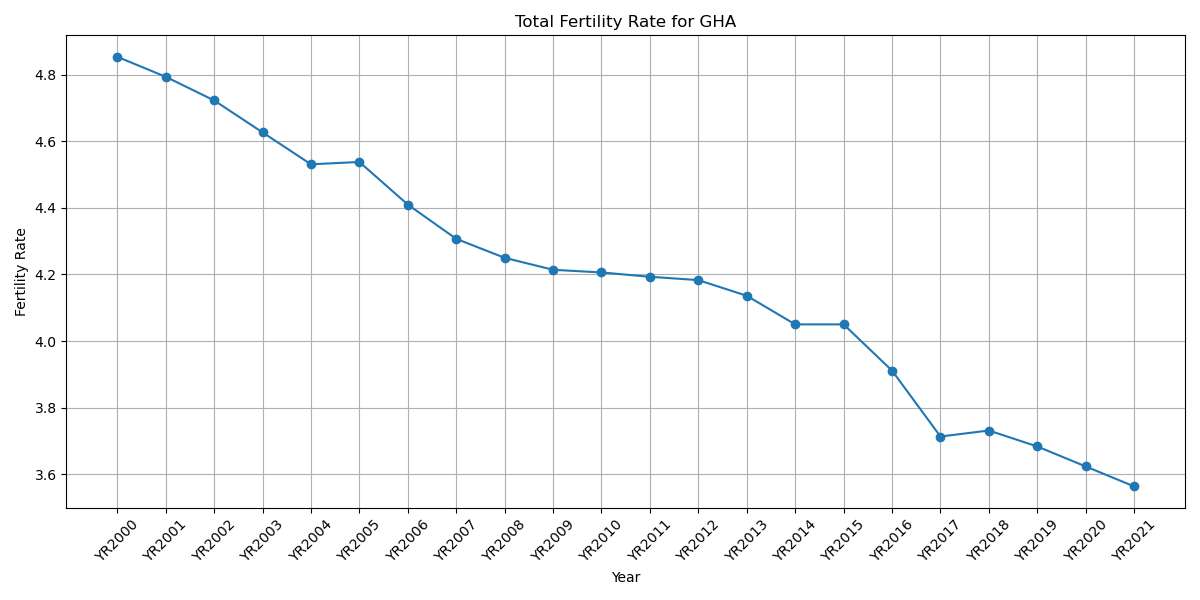 Total Fertility Rate for GHA
Fertility Rate
4.8
4.6
4.4
4.2
4.0
3.8
3.6
YR2000
YR2001
YR2002
YR2003
YR2004
YR2005
YR2006
YR2007
YR2008
YR2009
YR2010
YR2011
YR2012
YR2013
YR2014
YR2015
YR2016
YR2017
YR2018
YR2019
YR2020
YR2021
Year